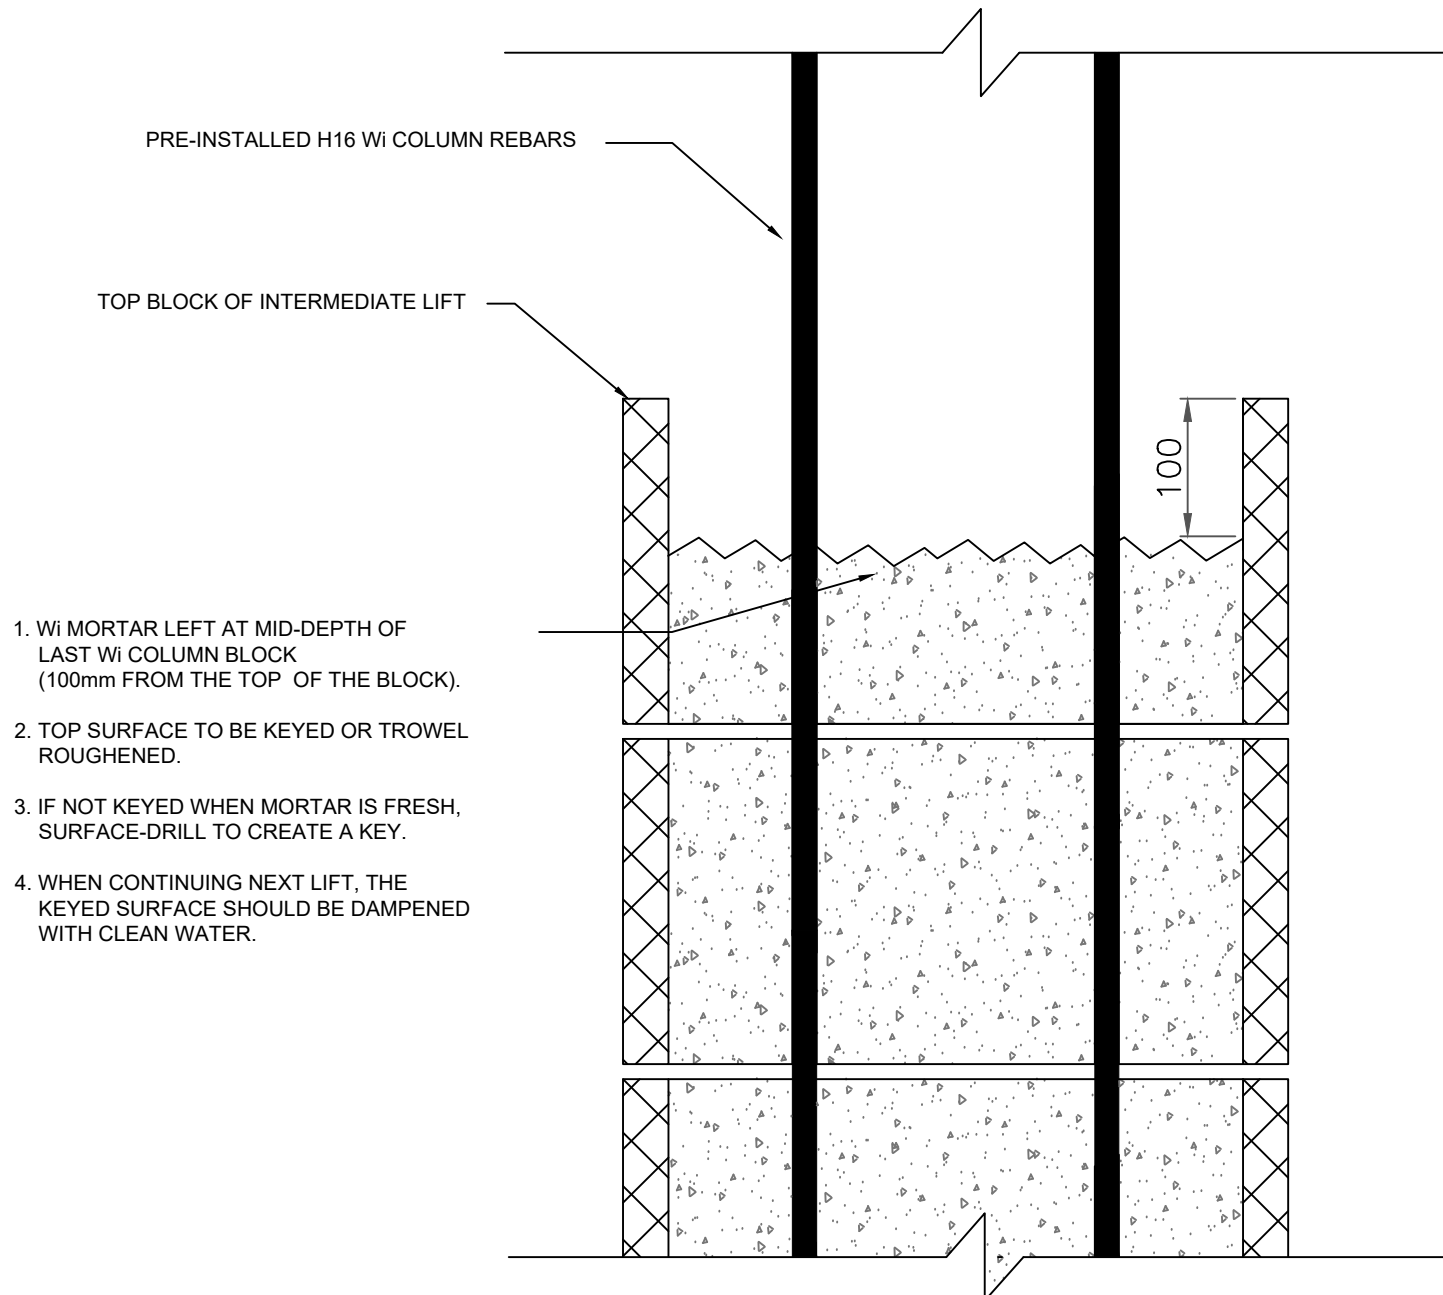 PRE-INSTALLED H16 Wi COLUMN REBARS
TOP BLOCK OF INTERMEDIATE LIFT
100
1. Wi MORTAR LEFT AT MID-DEPTH OF
LAST Wi COLUMN BLOCK
(100mm FROM THE TOP OF THE BLOCK).
2. TOP SURFACE TO BE KEYED OR TROWEL
ROUGHENED.
3. IF NOT KEYED WHEN MORTAR IS FRESH,
SURFACE-DRILL TO CREATE A KEY.
4. WHEN CONTINUING NEXT LIFT, THE
KEYED SURFACE SHOULD BE DAMPENED
WITH CLEAN WATER.